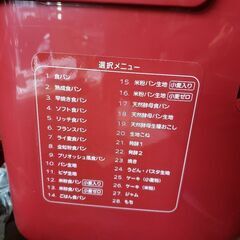 選択メニュー
1 食パン
2 熟成食パン
3 早焼き食パン
4 ソフト食パン
5 リッチ食パン
6 フランスパン
7 ライ食パン
8 全粒粉食パン
9 ブリオッシュ風食パン
10 パン生地
11 ピザ生地
12 米粉食パン 小麦入り
13 米粉食パン 小麦ゼロ
14 ごはん食パン
15 米粉パン生地 小麦入り
16 米粉パン生地 小麦ゼロ
17 天然酵母食パン
18 天然酵母パン生地
19 天然酵母生種おこし
20 生地こね
21 発酵1
22 発酵2
23 焼き
24 うどん・パスタ生地
25 ケーキ (小麦粉)
26 ケーキ (米粉)
27 ジャム
28 もち